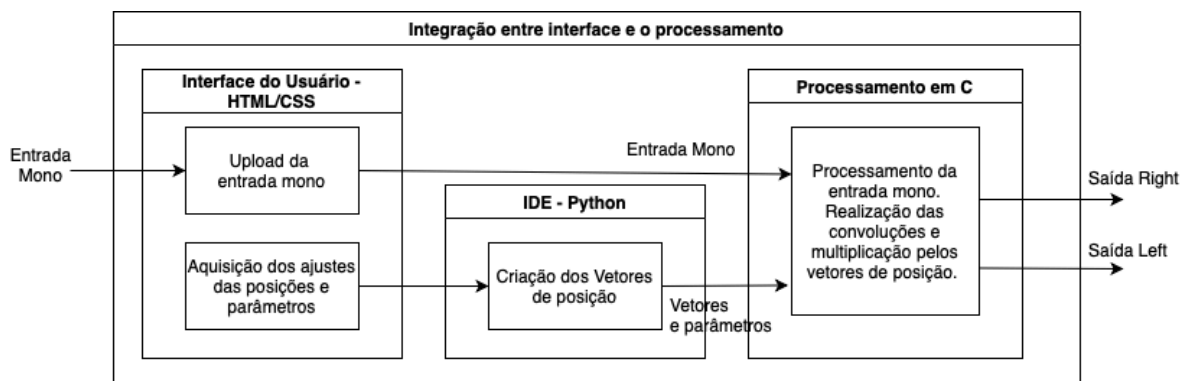 Integração entre interface e o processamento
Interface do Usuário -
HTML/CSS
Processamento em C
Entrada
Mono
Upload da
entrada mono
Entrada Mono
IDE - Python
Aquisição dos ajustes
das posições e
parâmetros
Criação dos Vetores
de posição
Vetores
e parâmetros
Processamento da
entrada mono.
Realização das
convoluções e
multiplicação pelos
vetores de posição.
Saída Right
Saída Left